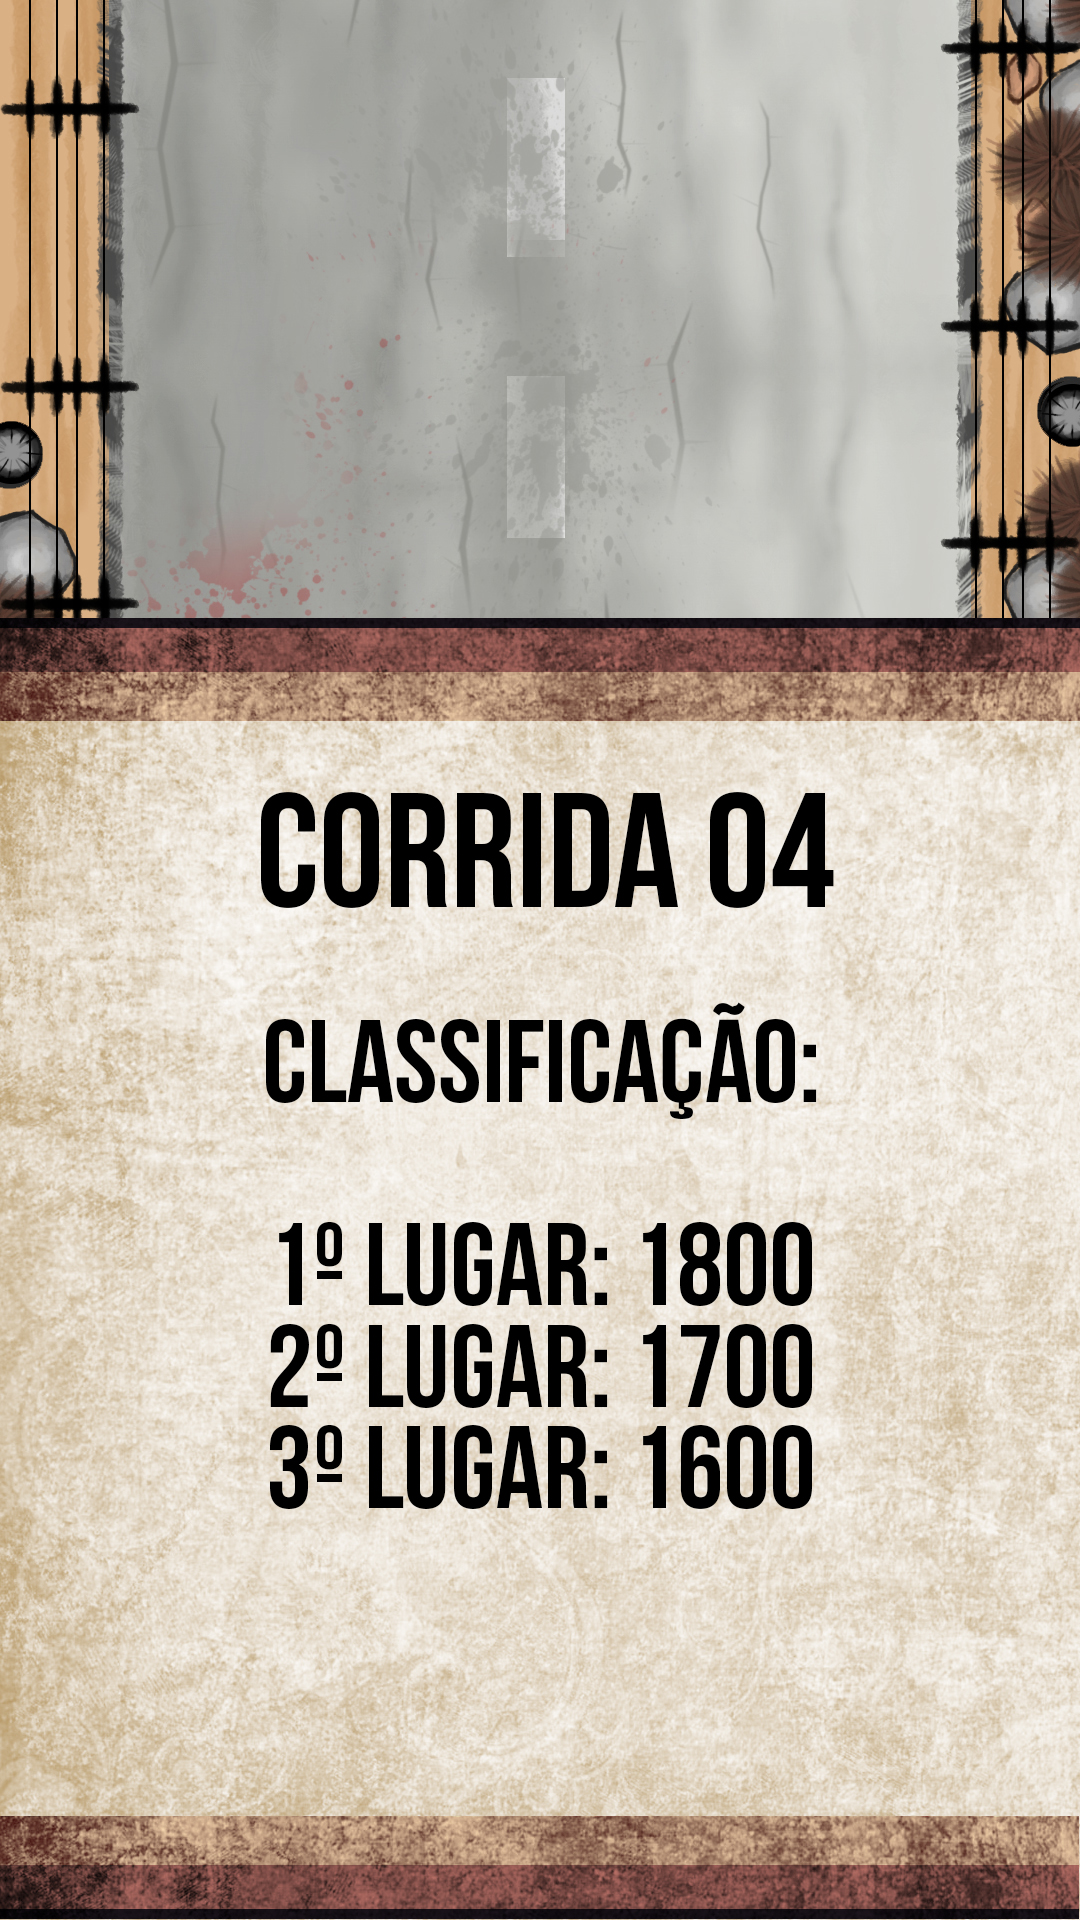 CORRIDA 04
CLASSIFICAÇÃO:
1º LUGAR: 1800
2º LUGAR: 1700
3º LUGAR: 1600